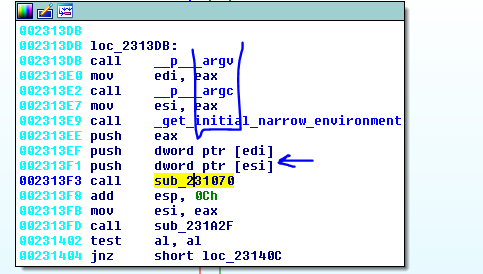 002313DB
002313DB loc_2313DB:
002313DB call __p___argv
002313E0 mov edi, eax
002313E2 call __p___argc
002313E7 mov esi, eax
002313E9 call _get_initial_narrow_environment
002313EE push eax
002313EF push dword ptr [edi]
002313F1 push dword ptr [esi]
002313F3 call sub_231070
002313F8 add esp, 0Ch
002313FB mov esi, eax
002313FD call sub_231A2F
00231402 test al, al
00231404 jnz short loc_23140C